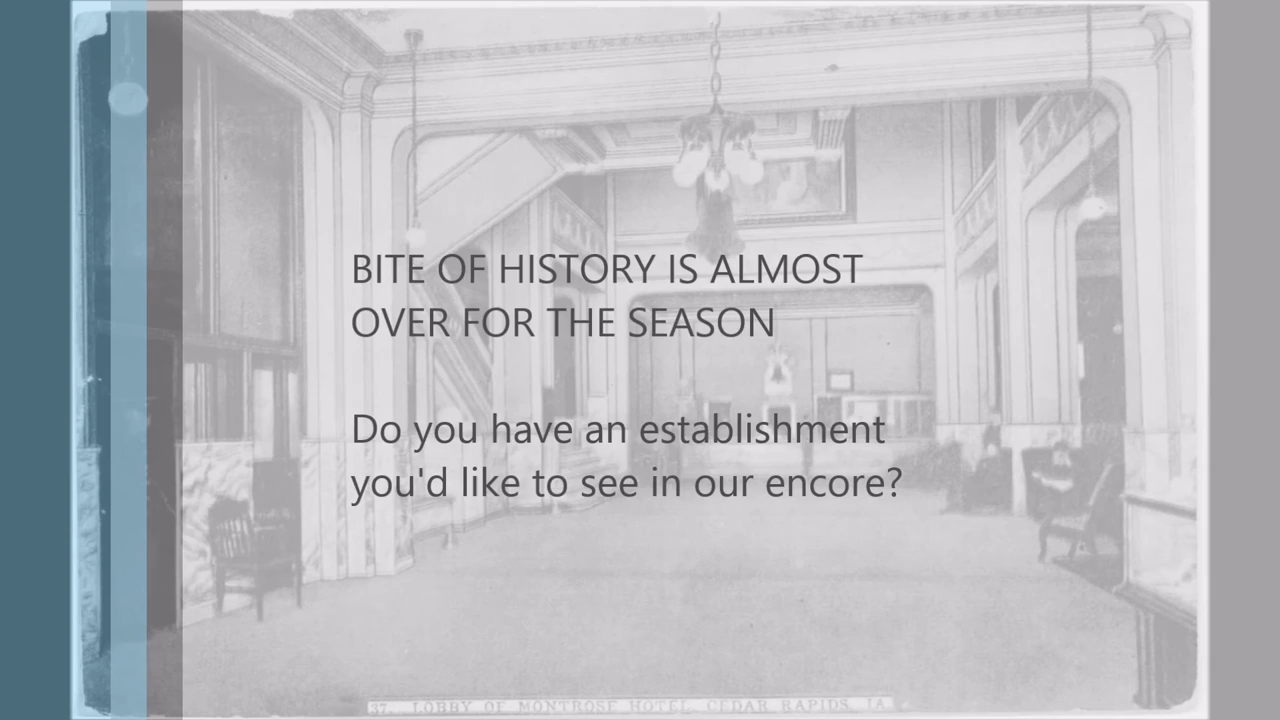 BITE OF HISTORY IS ALMOST
OVER FOR THE SEASON
Do you have an establishment
you'd like to see in our encore?
37. LOBBY OF MONTROSE HOTEL, CEDAR RAPIDS, IA